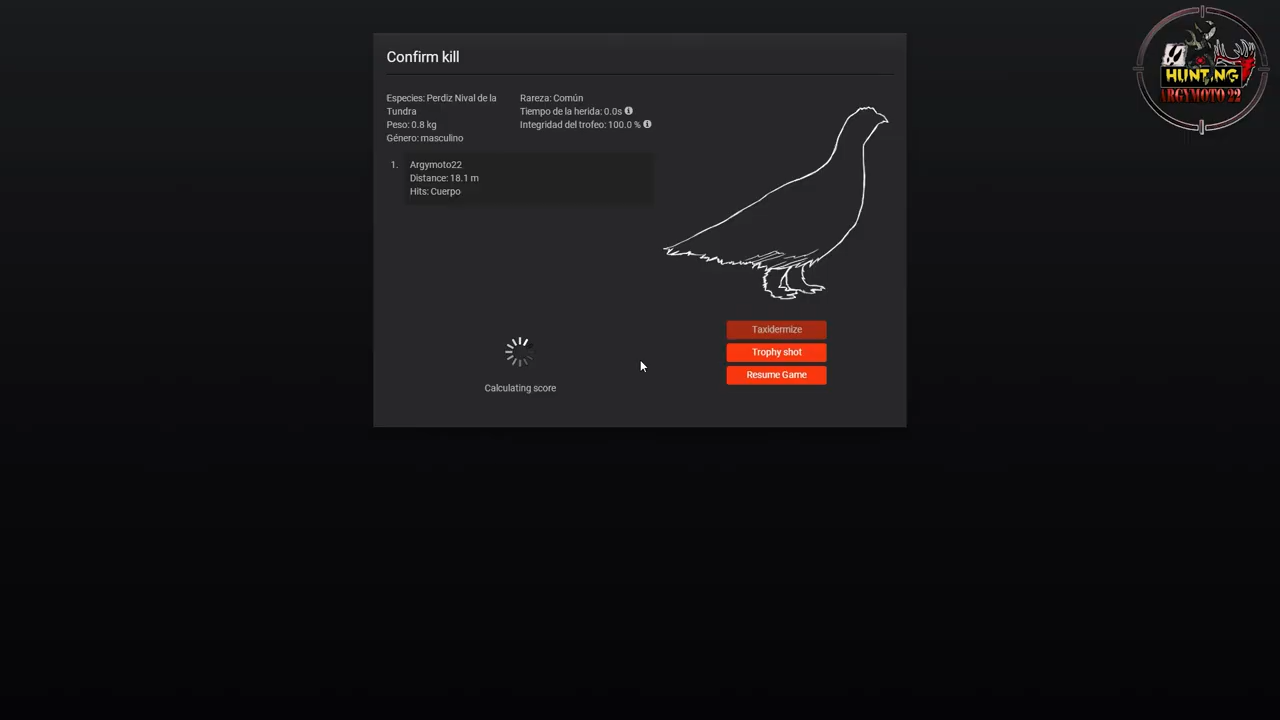 Confirm kill
Especies: Perdiz Nival de la
Tundra
Peso: 0.8 kg
Género: masculino
Rareza: Común
Tiempo de la herida: 0.0s
Integridad del trofeo: 100.0 %
1. Argymoto22
Distance: 18.1 m
Hits: Cuerpo
Calculating score
Taxidermize
Trophy shot
Resume Game
HUNTING
ARGYMOTO 22